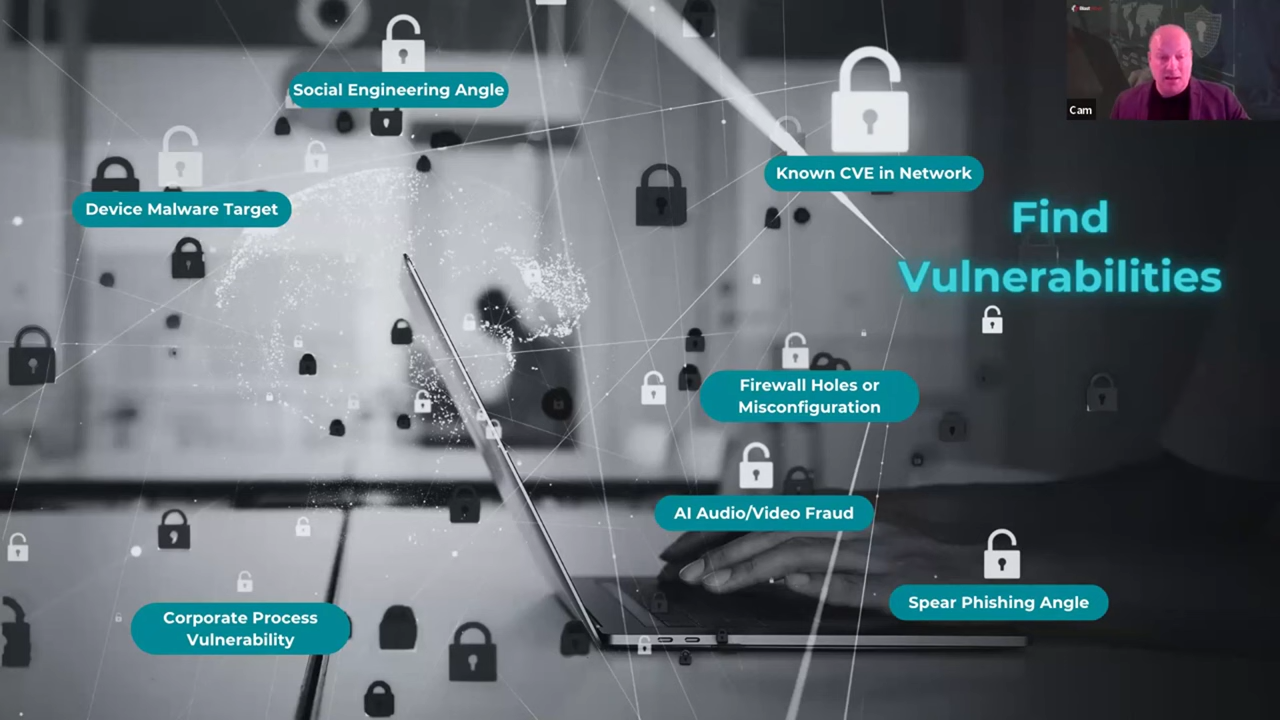 Social Engineering Angle
Cam
Known CVE in Network
Device Malware Target
Find
Vulnerabilities
Firewall Holes or
Misconfiguration
AI Audio/Video Fraud
Spear Phishing Angle
Corporate Process
Vulnerability